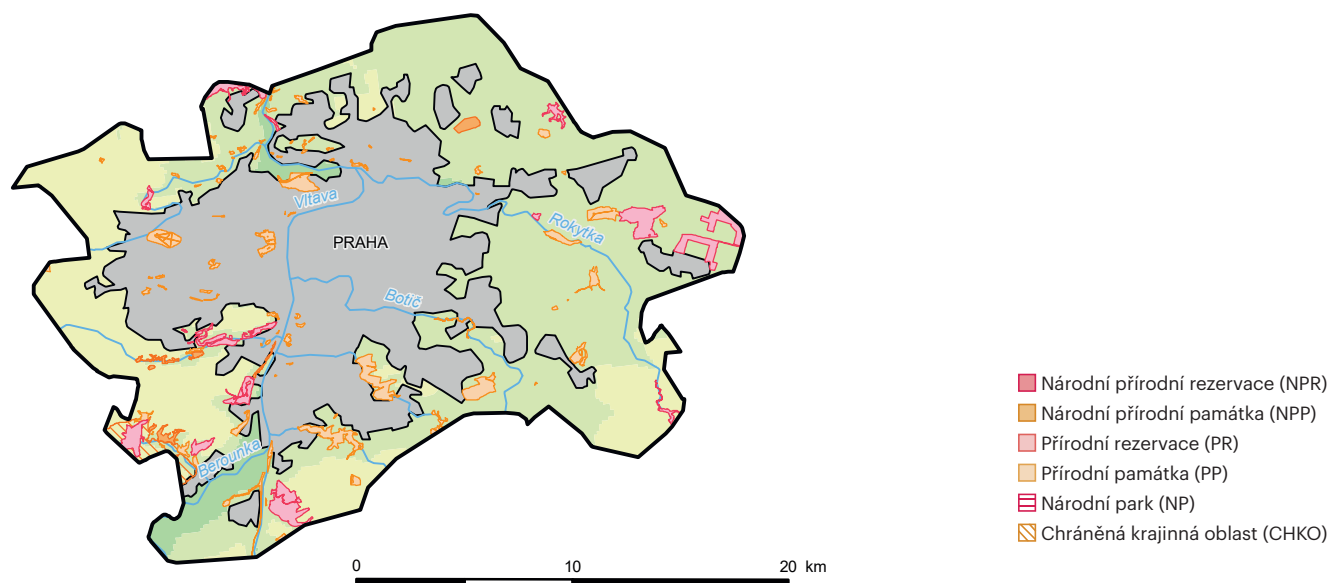 Vltava
PRAHA
Rokytka
Botič
Berounka
0 10 20 km
Národní přírodní rezervace (NPR)
Národní přírodní památka (NPP)
Přírodní rezervace (PR)
Přírodní památka (PP)
Národní park (NP)
Chráněná krajinná oblast (CHKO)